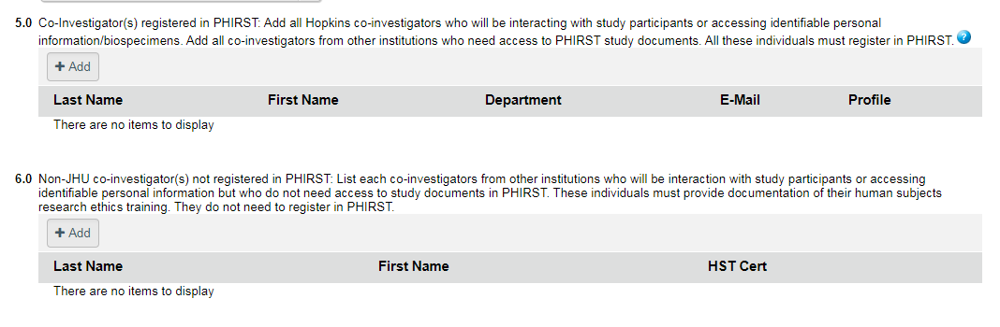 5.0 Co-Investigator(s) registered in PHIRST: Add all Hopkins co-investigators who will be interacting with study participants or accessing identifiable personal
information/biospecimens. Add all co-investigators from other institutions who need access to PHIRST study documents. All these individuals must register in PHIRST. ?
+ Add
Last Name First Name Department E-Mail Profile
There are no items to display
6.0 Non-JHU co-investigator(s) not registered in PHIRST: List each co-investigators from other institutions who will be interaction with study participants or accessing
identifiable personal information but who do not need access to study documents in PHIRST. These individuals must provide documentation of their human subjects
research ethics training. They do not need to register in PHIRST.
+ Add
Last Name First Name HST Cert
There are no items to display